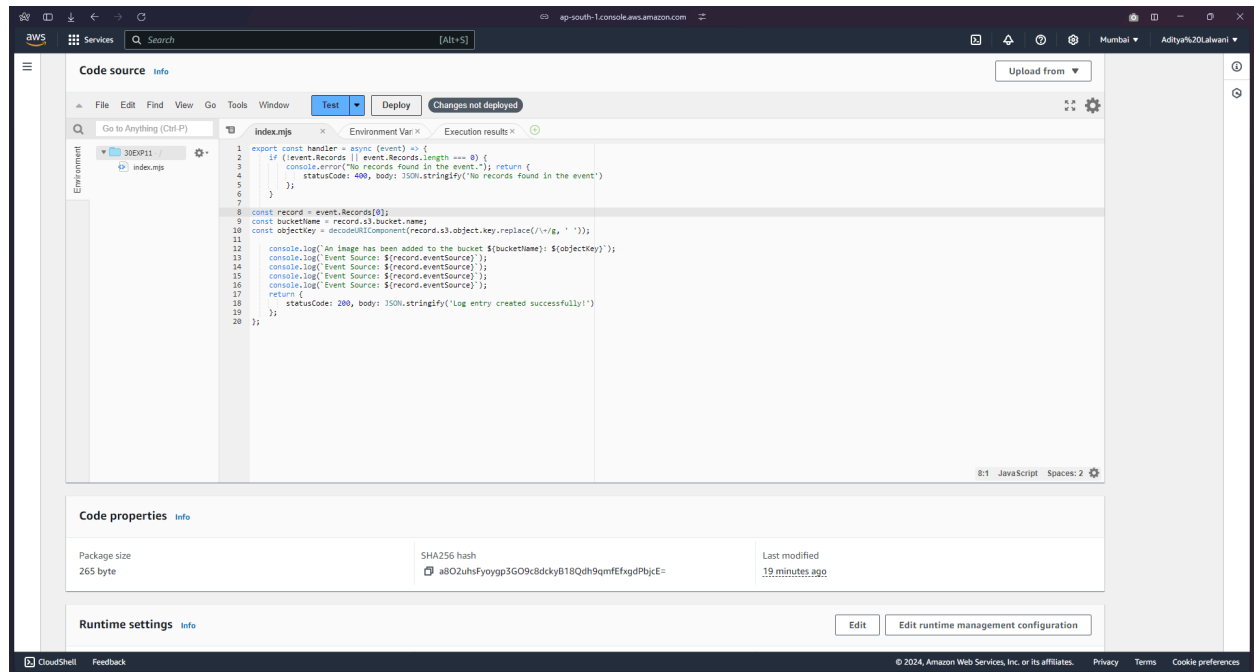 ap-south-1.console.aws.amazon.com
aws
Services
Search
[Alt+S]
Mumbai
Aditya%20Lalwani
Code source Info
Upload from
File Edit Find View Go Tools Window
Test
Deploy
Changes not deployed
Go to Anything (Ctrl-P)
index.mjs
Environment Vari
Execution results
Environment
30EXP11 - /
index.mjs
1 export const handler = async (event) => {
2 if (!event.Records || event.Records.length === 0) {
3 console.error("No records found in the event."); return {
4 statusCode: 400, body: JSON.stringify('No records found in the event')
5 };
6 }
7
8 const record = event.Records[0];
9 const bucketName = record.s3.bucket.name;
10 const objectKey = decodeURIComponent(record.s3.object.key.replace(/\+/g, ' '));
11
12 console.log(`An image has been added to the bucket ${bucketName}: ${objectKey}`);
13 console.log(`Event Source: ${record.eventSource}`);
14 console.log(`Event Source: ${record.eventSource}`);
15 console.log(`Event Source: ${record.eventSource}`);
16 console.log(`Event Source: ${record.eventSource}`);
17 return {
18 statusCode: 200, body: JSON.stringify('Log entry created successfully!')
19 };
20 };
8:1 JavaScript Spaces: 2
Code properties Info
Package size
265 byte
SHA256 hash
a8O2uhsFyoygp3GO9c8dckyB18Qdh9qmfEfxgdPbjcE=
Last modified
19 minutes ago
Runtime settings Info
Edit
Edit runtime management configuration
CloudShell Feedback
© 2024, Amazon Web Services, Inc. or its affiliates. Privacy Terms Cookie preferences